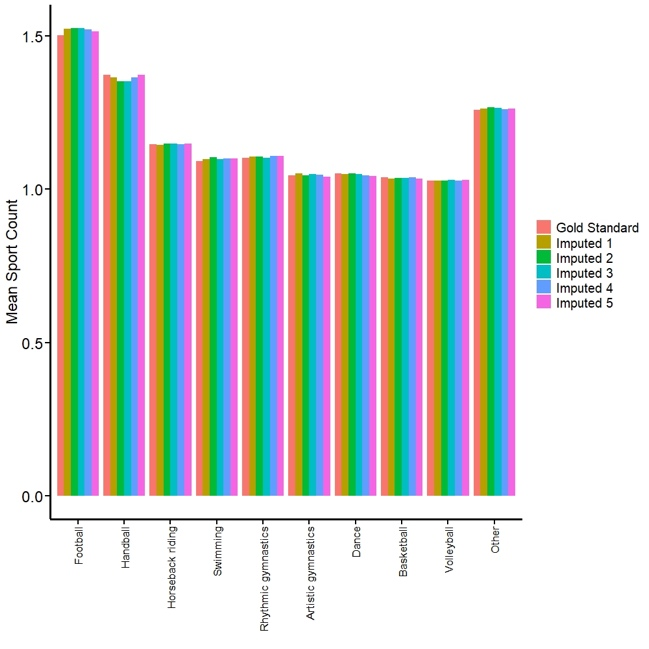 Mean Sport Count
1.5
1.0
0.5
0.0
Football
Handball
Horseback riding
Swimming
Rhythmic gymnastics
Artistic gymnastics
Dance
Basketball
Volleyball
Other
Gold Standard
Imputed 1
Imputed 2
Imputed 3
Imputed 4
Imputed 5